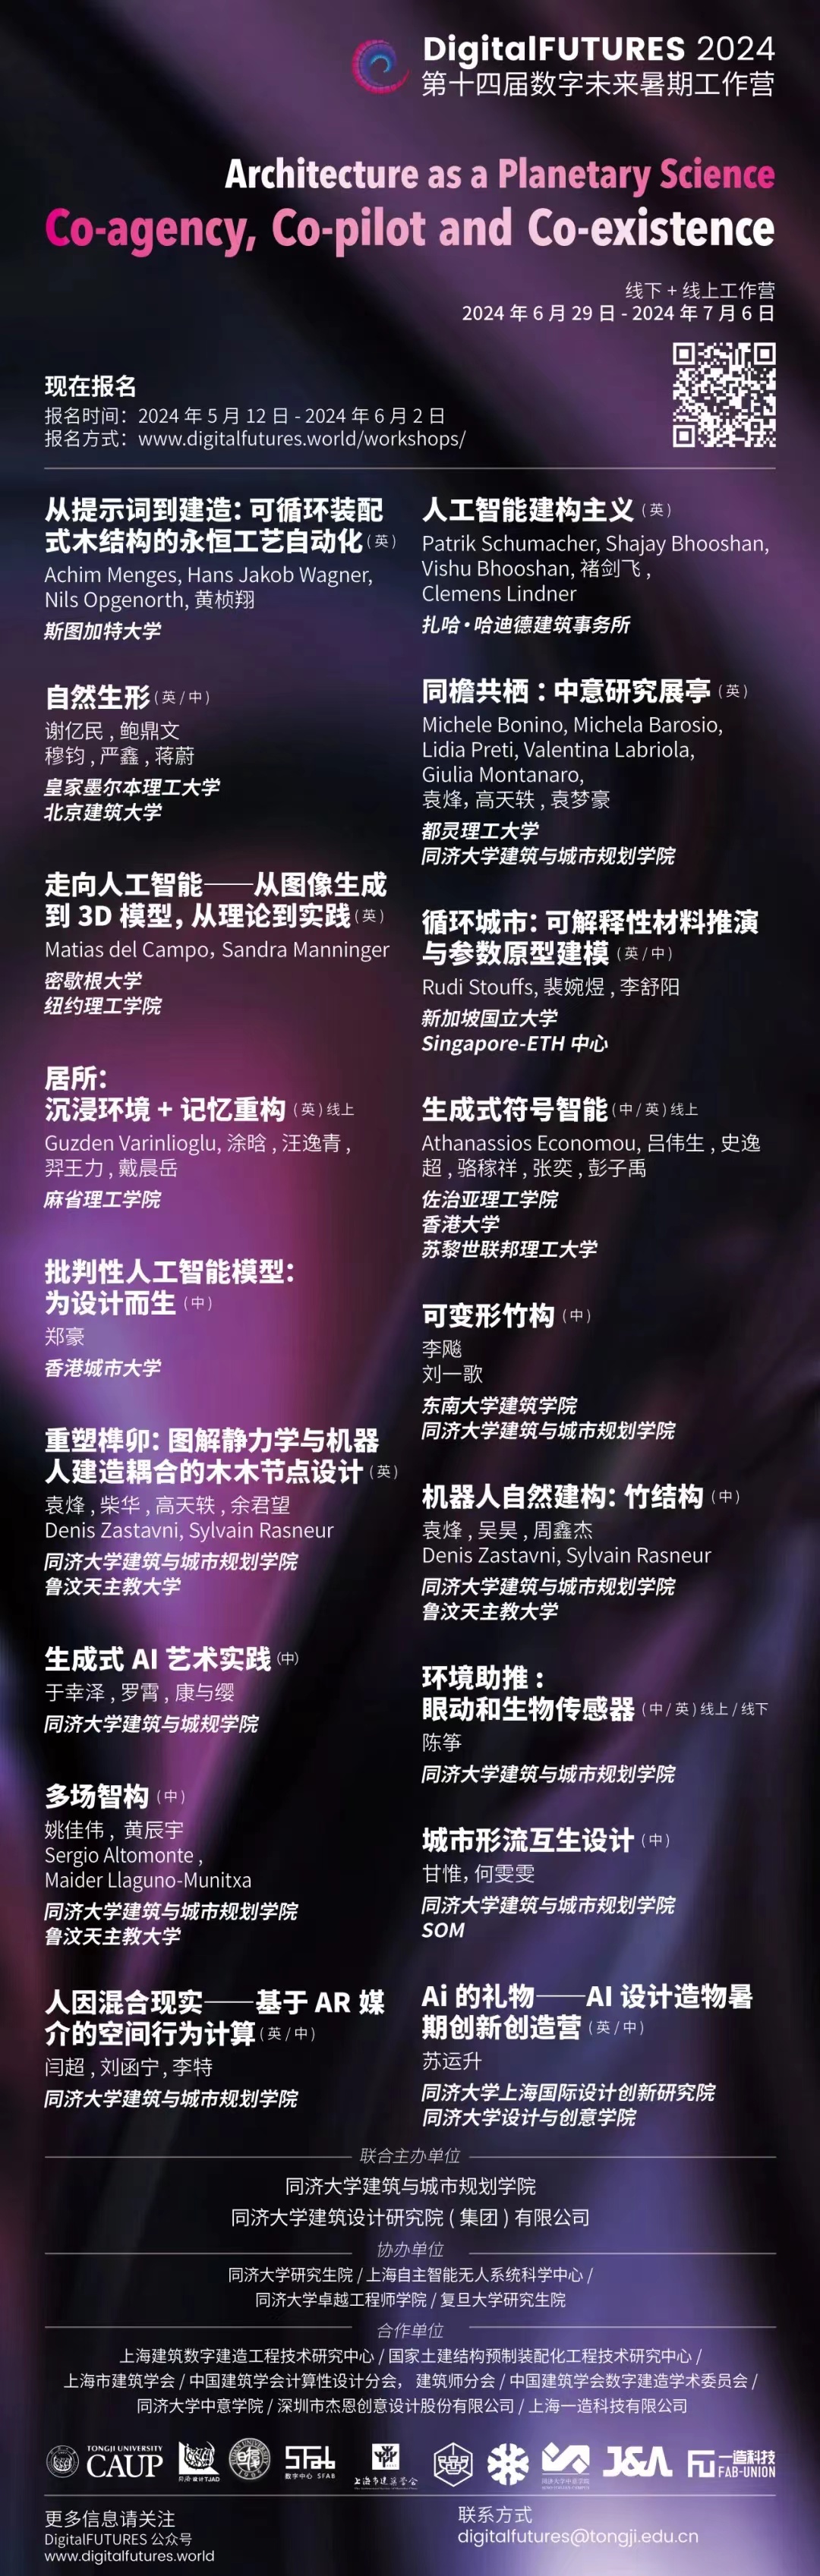 DigitalFUTURES 2024
第十四届数字未来暑期工作营
Architecture as a Planetary Science
Co-agency, Co-pilot and Co-existence
线下 + 线上工作营
2024 年 6 月 29 日 - 2024 年 7 月 6 日
现在报名
报名时间：2024 年 5 月 12 日 - 2024 年 6 月 2 日
报名方式：www.digitalfutures.world/workshops/
从提示词到建造：可循环装配
式木结构的永恒工艺自动化 (英)
Achim Menges, Hans Jakob Wagner,
Nils Opgenorth, 黄桢翔
斯图加特大学
自然生形 (英 / 中)
谢亿民 , 鲍鼎文
穆钧 , 严鑫 , 蒋蔚
皇家墨尔本理工大学
北京建筑大学
走向人工智能——从图像生成
到 3D 模型，从理论到实践 (英)
Matias del Campo, Sandra Manninger
密歇根大学
纽约理工学院
居所：
沉浸环境 + 记忆重构 (英) 线上
Guzden Varinlioglu, 涂晗 , 汪逸青 ,
羿王力 , 戴晨岳
麻省理工学院
批判性人工智能模型：
为设计而生 (中)
郑豪
香港城市大学
重塑榫卯：图解静力学与机器
人建造耦合的木木节点设计 (英)
袁烽 , 柴华 , 高天轶 , 余君望
Denis Zastavni, Sylvain Rasneur
同济大学建筑与城市规划学院
鲁汶天主教大学
生成式 AI 艺术实践 (中)
于幸泽 , 罗霄 , 康与缨
同济大学建筑与城规学院
多场智构 (中)
姚佳伟 , 黄辰宇
Sergio Altomonte ,
Maider Llaguno-Munitxa
同济大学建筑与城市规划学院
鲁汶天主教大学
人因混合现实——基于 AR 媒
介的空间行为计算 (英 / 中)
闫超 , 刘函宁 , 李特
同济大学建筑与城市规划学院
人工智能建构主义 (英)
Patrik Schumacher, Shajay Bhooshan,
Vishu Bhooshan, 褚剑飞 ,
Clemens Lindner
扎哈·哈迪德建筑事务所
同檐共栖：中意研究展亭 (英)
Michele Bonino, Michela Barosio,
Lidia Preti, Valentina Labriola,
Giulia Montanaro,
袁烽，高天轶 , 袁梦豪
都灵理工大学
同济大学建筑与城市规划学院
循环城市：可解释性材料推演
与参数原型建模 (英 / 中)
Rudi Stouffs, 裴婉煜 , 李舒阳
新加坡国立大学
Singapore-ETH 中心
生成式符号智能 (中 / 英) 线上
Athanassios Economou, 吕伟生 , 史逸
超 , 骆稼祥 , 张奕 , 彭子禹
佐治亚理工学院
香港大学
苏黎世联邦理工大学
可变形竹构 (中)
李飚
刘一歌
东南大学建筑学院
同济大学建筑与城市规划学院
机器人自然建构：竹结构 (中)
袁烽 , 吴昊 , 周鑫杰
Denis Zastavni, Sylvain Rasneur
同济大学建筑与城市规划学院
鲁汶天主教大学
环境助推：
眼动和生物传感器 (中 / 英) 线上 / 线下
陈筝
同济大学建筑与城市规划学院
城市形流互生设计 (中)
甘惟, 何雯雯
同济大学建筑与城市规划学院
SOM
Ai 的礼物——AI 设计造物暑
期创新创造营 (英 / 中)
苏运升
同济大学上海国际设计创新研究院
同济大学设计与创意学院
联合主办单位
同济大学建筑与城市规划学院
同济大学建筑设计研究院 ( 集团 ) 有限公司
协办单位
同济大学研究生院 / 上海自主智能无人系统科学中心 /
同济大学卓越工程师学院 / 复旦大学研究生院
合作单位
上海建筑数字建造工程技术研究中心 / 国家土建结构预制装配化工程技术研究中心 /
上海市建筑学会 / 中国建筑学会计算性设计分会，建筑师分会 / 中国建筑学会数字建造学术委员会 /
同济大学中意学院 / 深圳市杰恩创意设计股份有限公司 / 上海一造科技有限公司
TONGJI UNIVERSITY
CAUP
同济设计TJAD
STab
数字中心 SFAB
上海市建筑学会
J&A
一造科技
FAB-UNION
更多信息请关注
DigitalFUTURES 公众号
www.digitalfutures.world
联系方式
digitalfutures@tongji.edu.cn